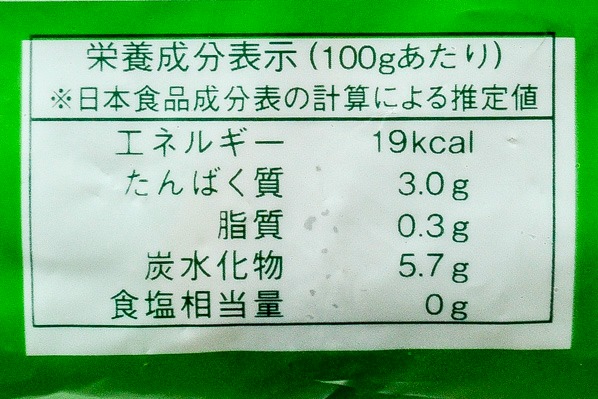 栄養成分表示(100gあたり)
※日本食品成分表の計算による推定値
エネルギー 19kcal
たんぱく質 3.0g
脂質 0.3g
炭水化物 5.7g
食塩相当量 0g